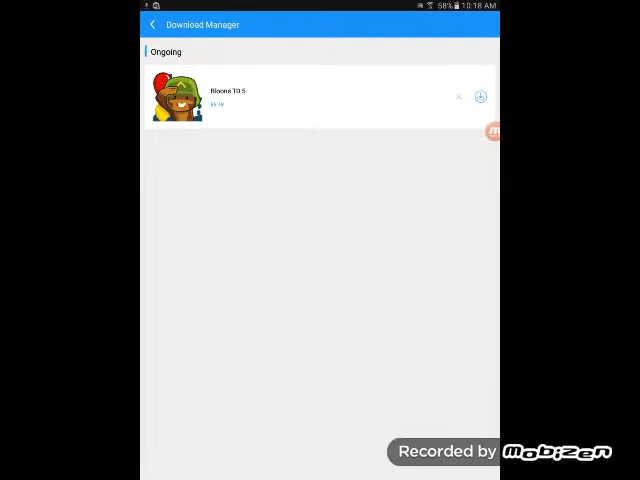 58% 10:18 AM
Download Manager
Ongoing
Bloons TD 5
Recorded by Mobizen